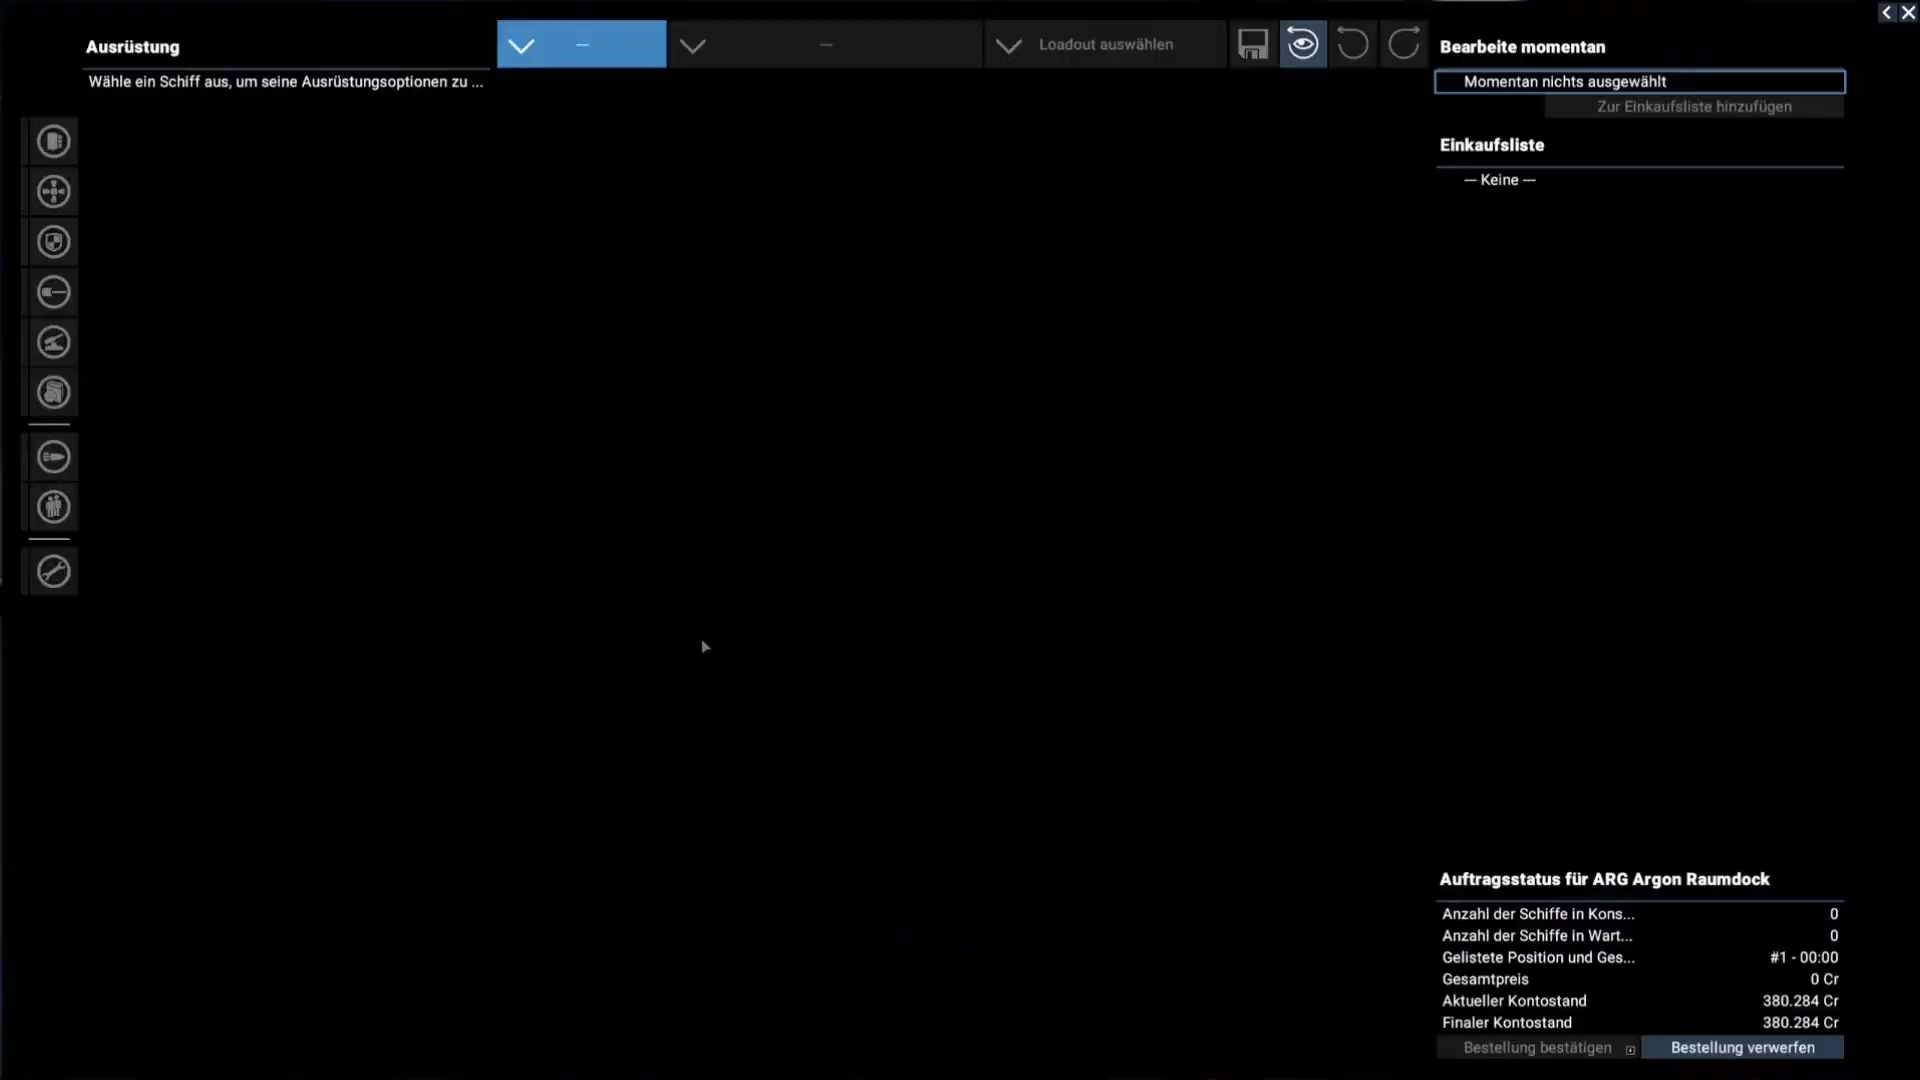 Ausrüstung
Wähle ein Schiff aus, um seine Ausrüstungsoptionen zu ...
—
—
Loadout auswählen
Bearbeite momentan
Momentan nichts ausgewählt
Zur Einkaufsliste hinzufügen
Einkaufsliste
— Keine —
Auftragsstatus für ARG Argon Raumdock
Anzahl der Schiffe in Kons... 0
Anzahl der Schiffe in Wart... 0
Gelistete Position und Ges... #1 - 00:00
Gesamtpreis 0 Cr
Aktueller Kontostand 380.284 Cr
Finaler Kontostand 380.284 Cr
Bestellung bestätigen Bestellung verwerfen